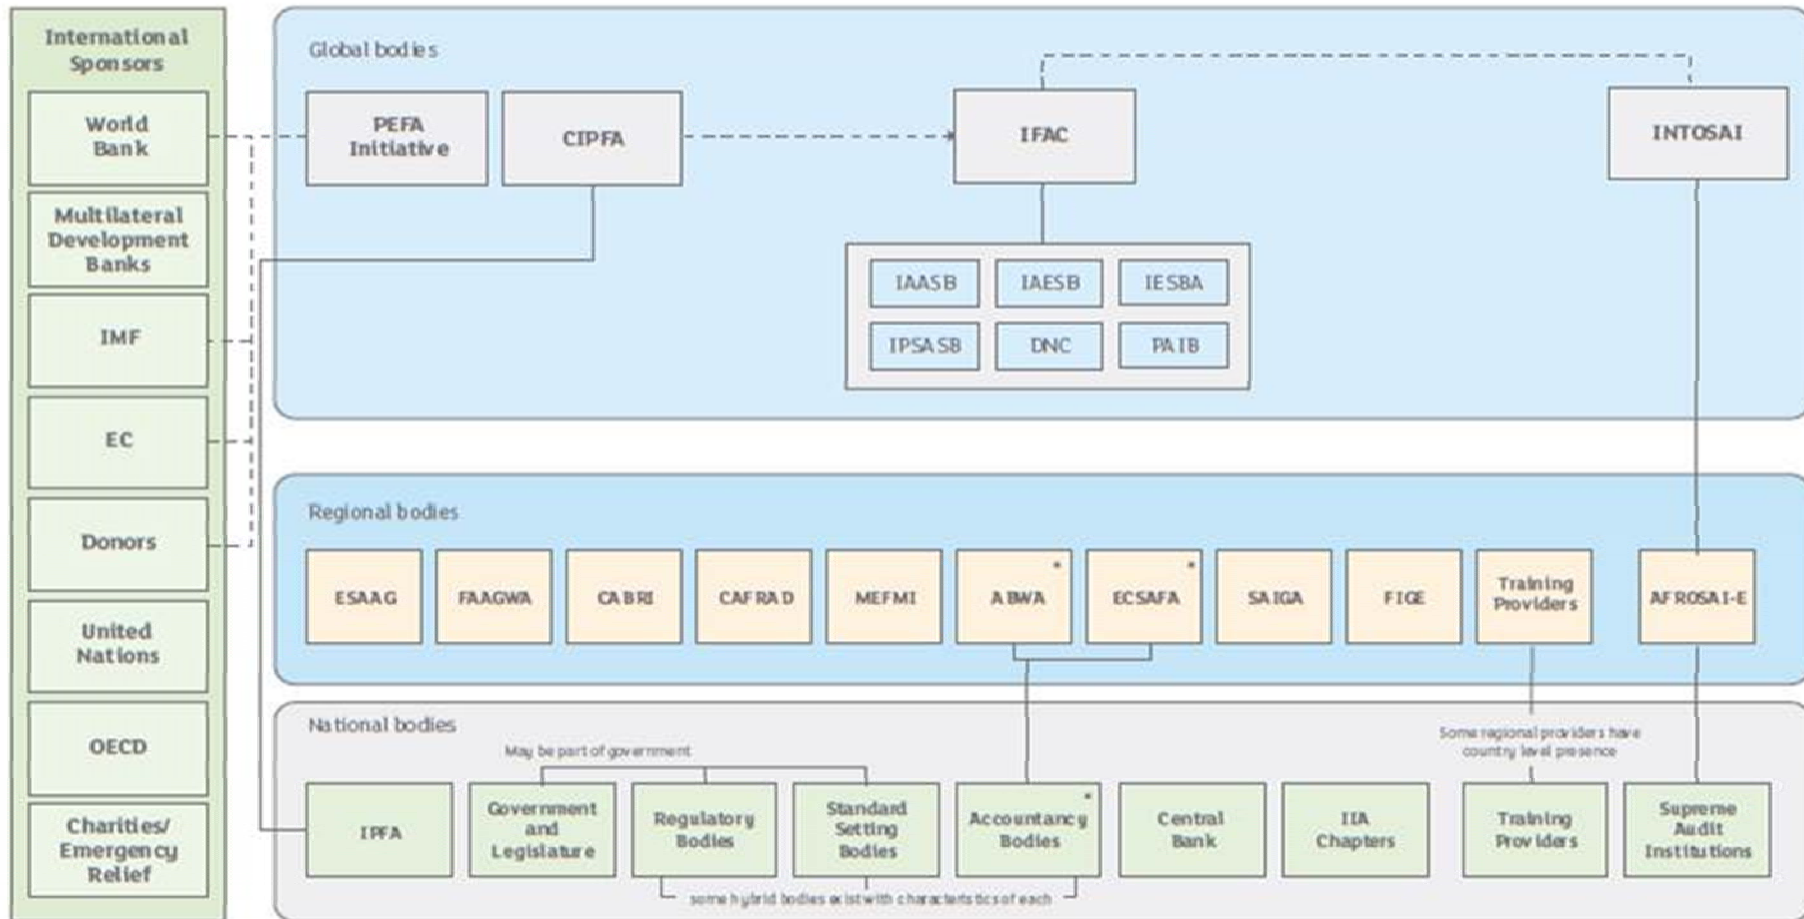 International
Sponsors
World
Bank
Multilateral
Development
Banks
IMF
EC
Donors
United
Nations
OECD
Charities/
Emergency
Relief
Global bodies
PEFA
Initiative
CIPFA
IFAC
INTOSAI
IAASB
IAESB
IESBA
IPSASB
DNC
PAIB
Regional bodies
ESAAG
FAAGWA
CABRI
CAFRAD
MEFMI
ABWA
*
ECSAFA
*
SAIGA
FIGE
Training
Providers
AFROSAI-E
National bodies
May be part of government
Some regional providers have
country level presence
IPFA
Government
and
Legislature
Regulatory
Bodies
Standard
Setting
Bodies
Accountancy
Bodies
*
Central
Bank
IIA
Chapters
Training
Providers
Supreme
Audit
Institutions
some hybrid bodies exist with characteristics of each